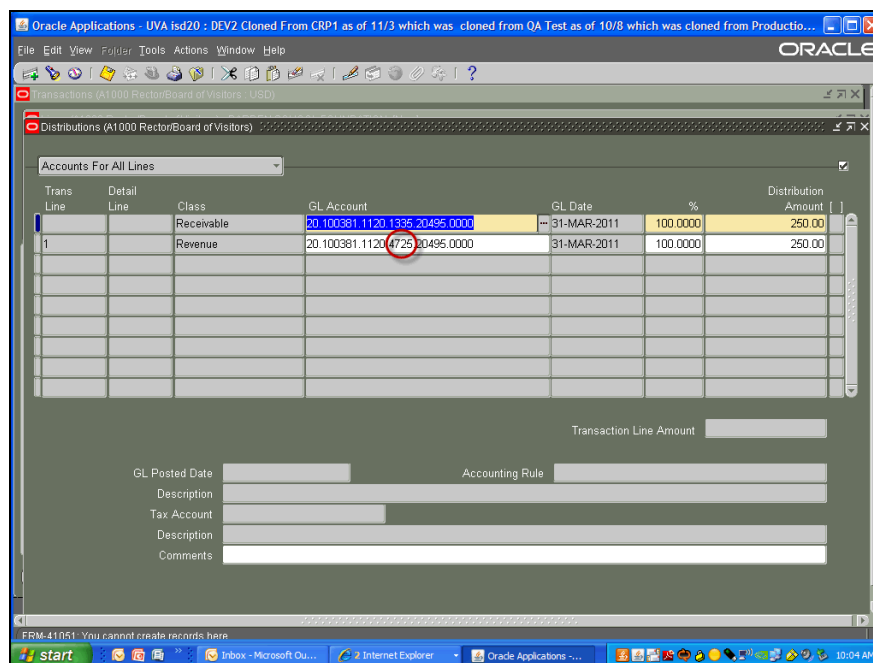 Oracle Applications - UVA isd20 : DEV2 Cloned From CRP1 as of 11/3 which was cloned from QA Test as of 10/8 which was cloned from Productio...
File Edit View Folder Tools Actions Window Help
ORACLE
Transactions (A1000 Rector/Board of Visitors : USD)
Distributions (A1000 Rector/Board of Visitors)
Accounts For All Lines
Trans Detail Distribution
Line Line Class GL Account GL Date % Amount [ ]
Receivable 20.100381.1120.1335.20495.0000 ... 31-MAR-2011 100.0000 250.00
1 Revenue 20.100381.1120.4725.20495.0000 31-MAR-2011 100.0000 250.00
Transaction Line Amount
GL Posted Date Accounting Rule
Description
Tax Account
Description
Comments
FRM-41051: You cannot create records here
start Inbox - Microsoft Ou... 2 Internet Explorer Oracle Applications -... 10:04 AM